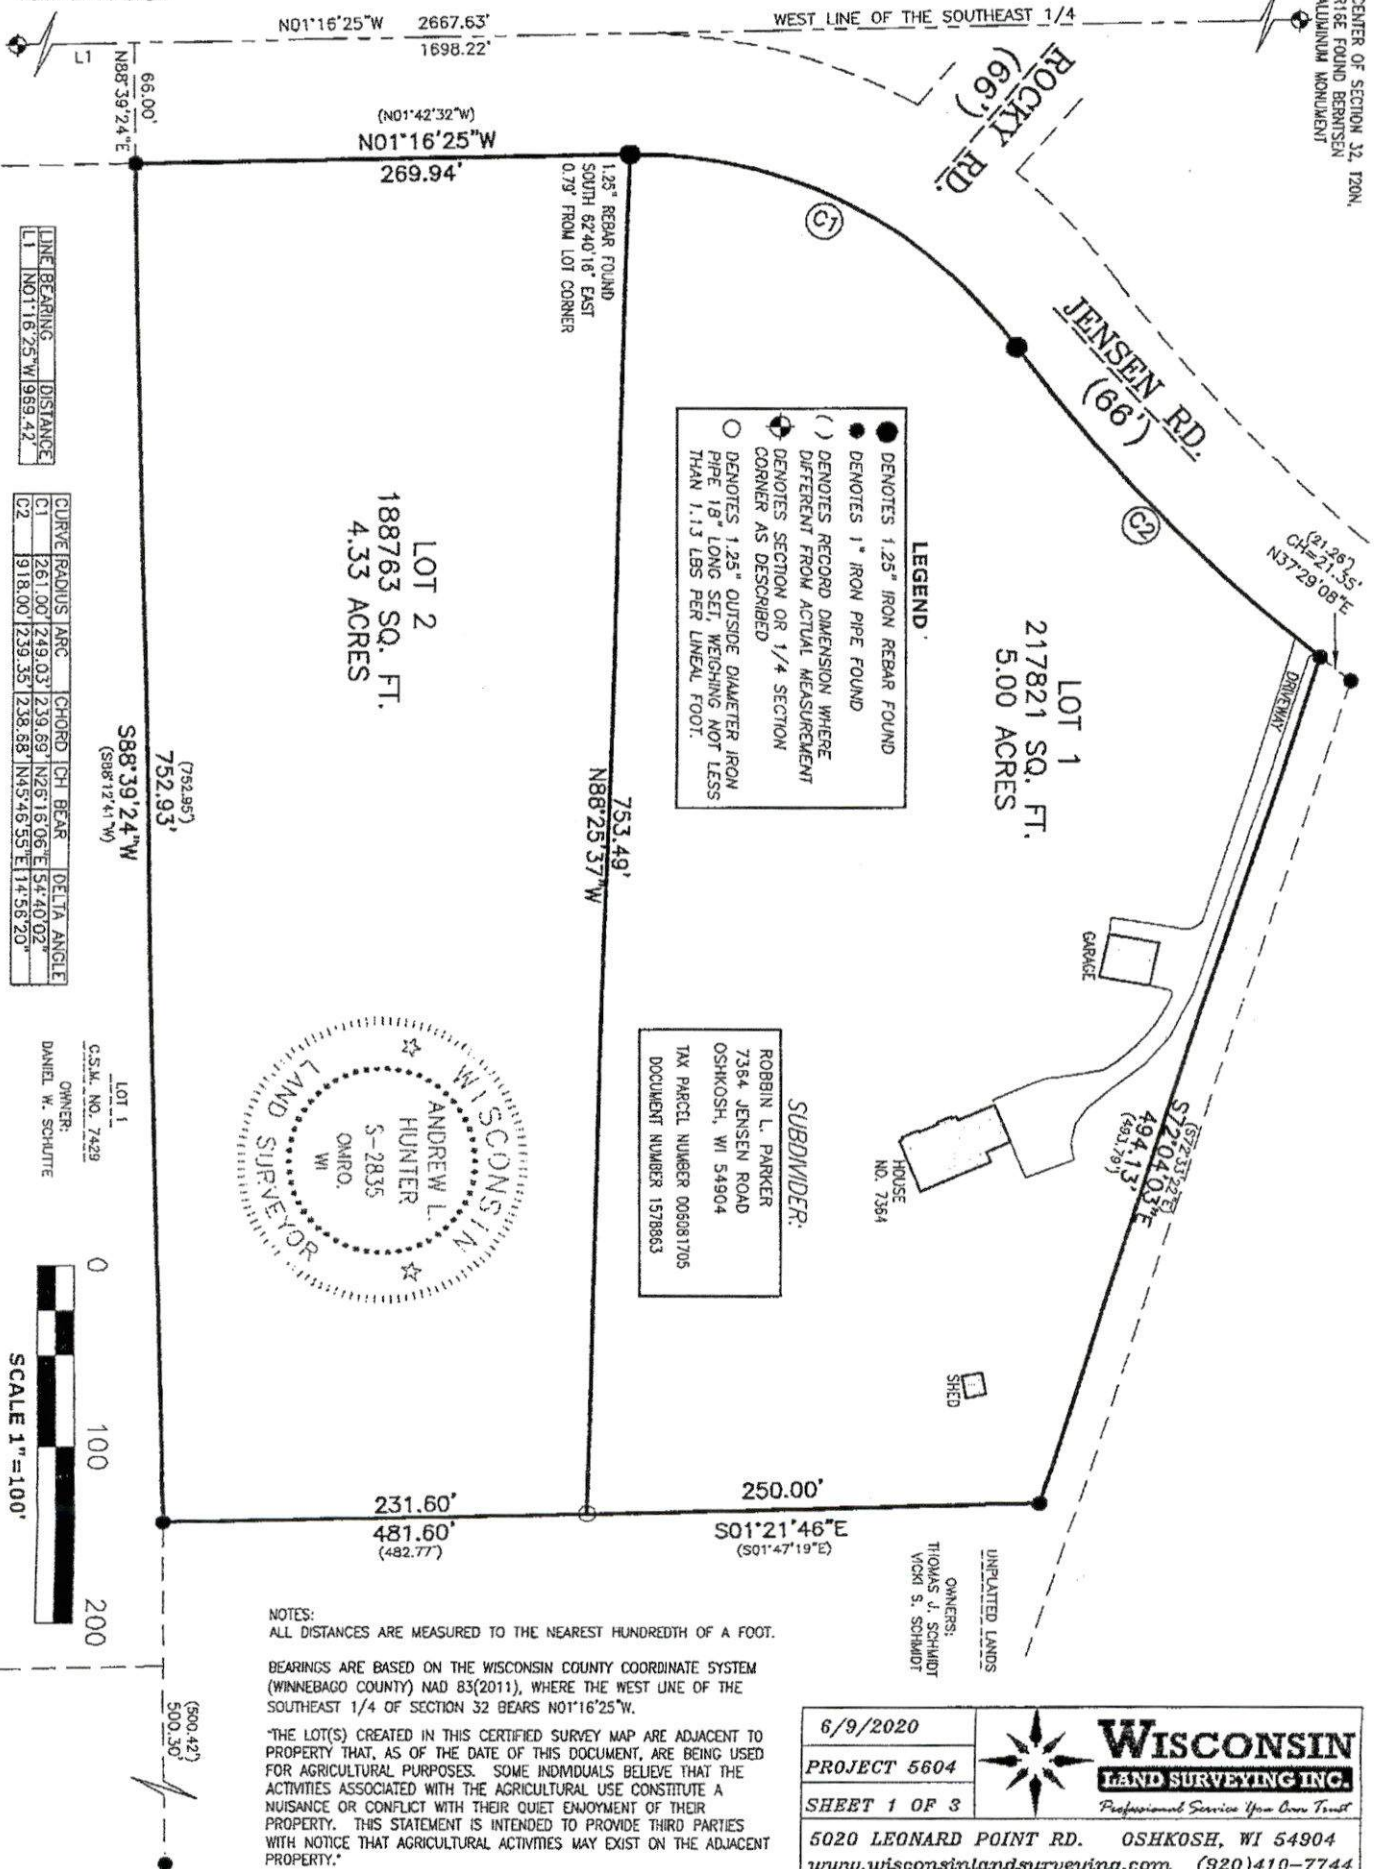 N01°16'25"W 2667.63'
1698.22'
WEST LINE OF THE SOUTHEAST 1/4
CENTER OF SECTION 32, T20N,
R16E FOUND BERNTSEN
ALUMINUM MONUMENT
L1
66.00'
N88°39'24"E
(N01°42'32"W)
N01°16'25"W
269.94'
1.25" REBAR FOUND
SOUTH 62°40'16" EAST
0.79' FROM LOT CORNER
ROCKY RD.
(66')
C1
JENSEN RD.
(66')
C2
(21.26')
CH=21.35'
N37°29'08"E
DRIVEWAY
LOT 1
217821 SQ. FT.
5.00 ACRES
LEGEND
DENOTES 1.25" IRON REBAR FOUND
DENOTES 1" IRON PIPE FOUND
( ) DENOTES RECORD DIMENSION WHERE
DIFFERENT FROM ACTUAL MEASUREMENT
DENOTES SECTION OR 1/4 SECTION
CORNER AS DESCRIBED
DENOTES 1.25" OUTSIDE DIAMETER IRON
PIPE 18" LONG SET, WEIGHING NOT LESS
THAN 1.13 LBS PER LINEAL FOOT.
LOT 2
188763 SQ. FT.
4.33 ACRES
753.49'
N88°25'37"W
(752.95')
752.93'
S88°39'24"W
(S88°12'41"W)
LINE BEARING DISTANCE
L1 N01°16'25"W 969.42'
CURVE RADIUS ARC CHORD CH BEAR DELTA ANGLE
C1 261.00' 249.03' 239.69' N26°16'06"E 54°40'02"
C2 918.00' 239.35' 238.68' N45°46'55"E 14°56'20"
GARAGE
HOUSE
NO. 7364
SHED
(S72°33'22"E)
S72°04'03"E
494.13'
(493.79')
SUBDIVIDER:
ROBBIN L. PARKER
7364 JENSEN ROAD
OSHKOSH, WI 54904
TAX PARCEL NUMBER 006081705
DOCUMENT NUMBER 1578863
WISCONSIN
ANDREW L.
HUNTER
S-2835
OMRO,
WI
LAND SURVEYOR
LOT 1
C.S.M. NO. 7429
OWNER:
DANIEL W. SCHUTTE
0 100 200
SCALE 1"=100'
231.60'
481.60'
(482.77')
250.00'
S01°21'46"E
(S01°47'19"E)
UNPLATTED LANDS
OWNERS:
THOMAS J. SCHMIDT
VICKI S. SCHMIDT
(500.42')
500.30'
NOTES:
ALL DISTANCES ARE MEASURED TO THE NEAREST HUNDREDTH OF A FOOT.
BEARINGS ARE BASED ON THE WISCONSIN COUNTY COORDINATE SYSTEM
(WINNEBAGO COUNTY) NAD 83(2011), WHERE THE WEST LINE OF THE
SOUTHEAST 1/4 OF SECTION 32 BEARS N01°16'25"W.
"THE LOT(S) CREATED IN THIS CERTIFIED SURVEY MAP ARE ADJACENT TO
PROPERTY THAT, AS OF THE DATE OF THIS DOCUMENT, ARE BEING USED
FOR AGRICULTURAL PURPOSES. SOME INDIVIDUALS BELIEVE THAT THE
ACTIVITIES ASSOCIATED WITH THE AGRICULTURAL USE CONSTITUTE A
NUISANCE OR CONFLICT WITH THEIR QUIET ENJOYMENT OF THEIR
PROPERTY. THIS STATEMENT IS INTENDED TO PROVIDE THIRD PARTIES
WITH NOTICE THAT AGRICULTURAL ACTIVITIES MAY EXIST ON THE ADJACENT
PROPERTY."
6/9/2020
PROJECT 5604
SHEET 1 OF 3
WISCONSIN
LAND SURVEYING INC.
Professional Service You Can Trust
5020 LEONARD POINT RD. OSHKOSH, WI 54904
www.wisconsinlandsurveying.com (920)410-7744